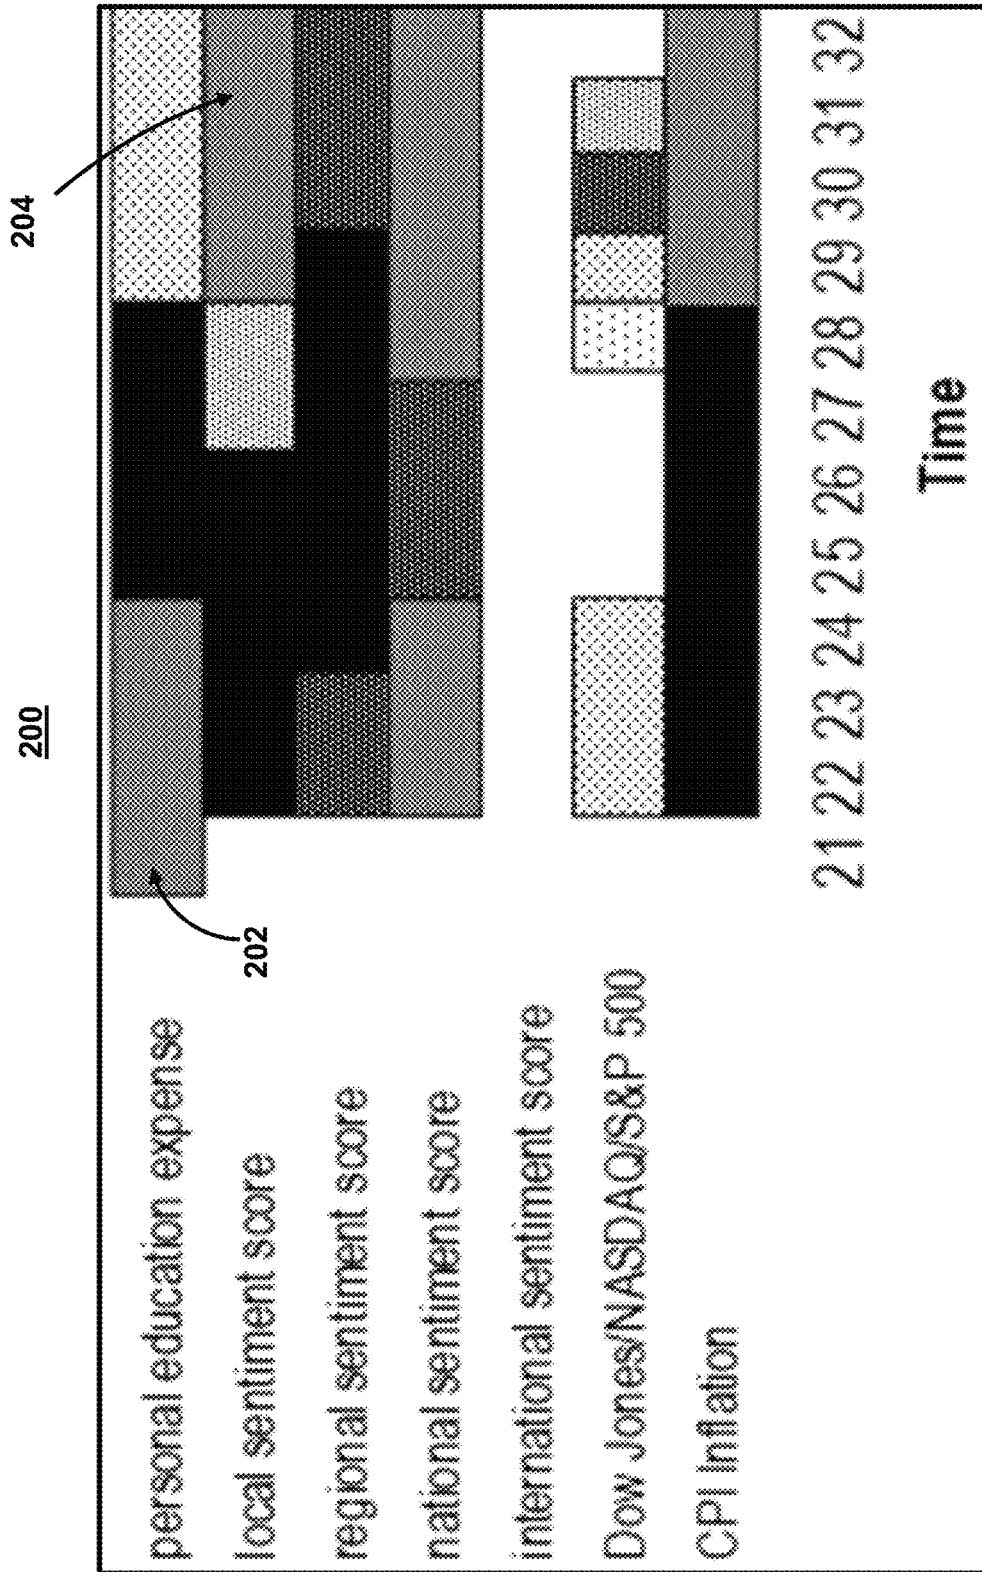 200
204
202
personal education expense
local sentiment score
regional sentiment score
national sentiment score
international sentiment score
Dow Jones/NASDAQ/S&P 500
CPI Inflation
21 22 23 24 25 26 27 28 29 30 31 32
Time